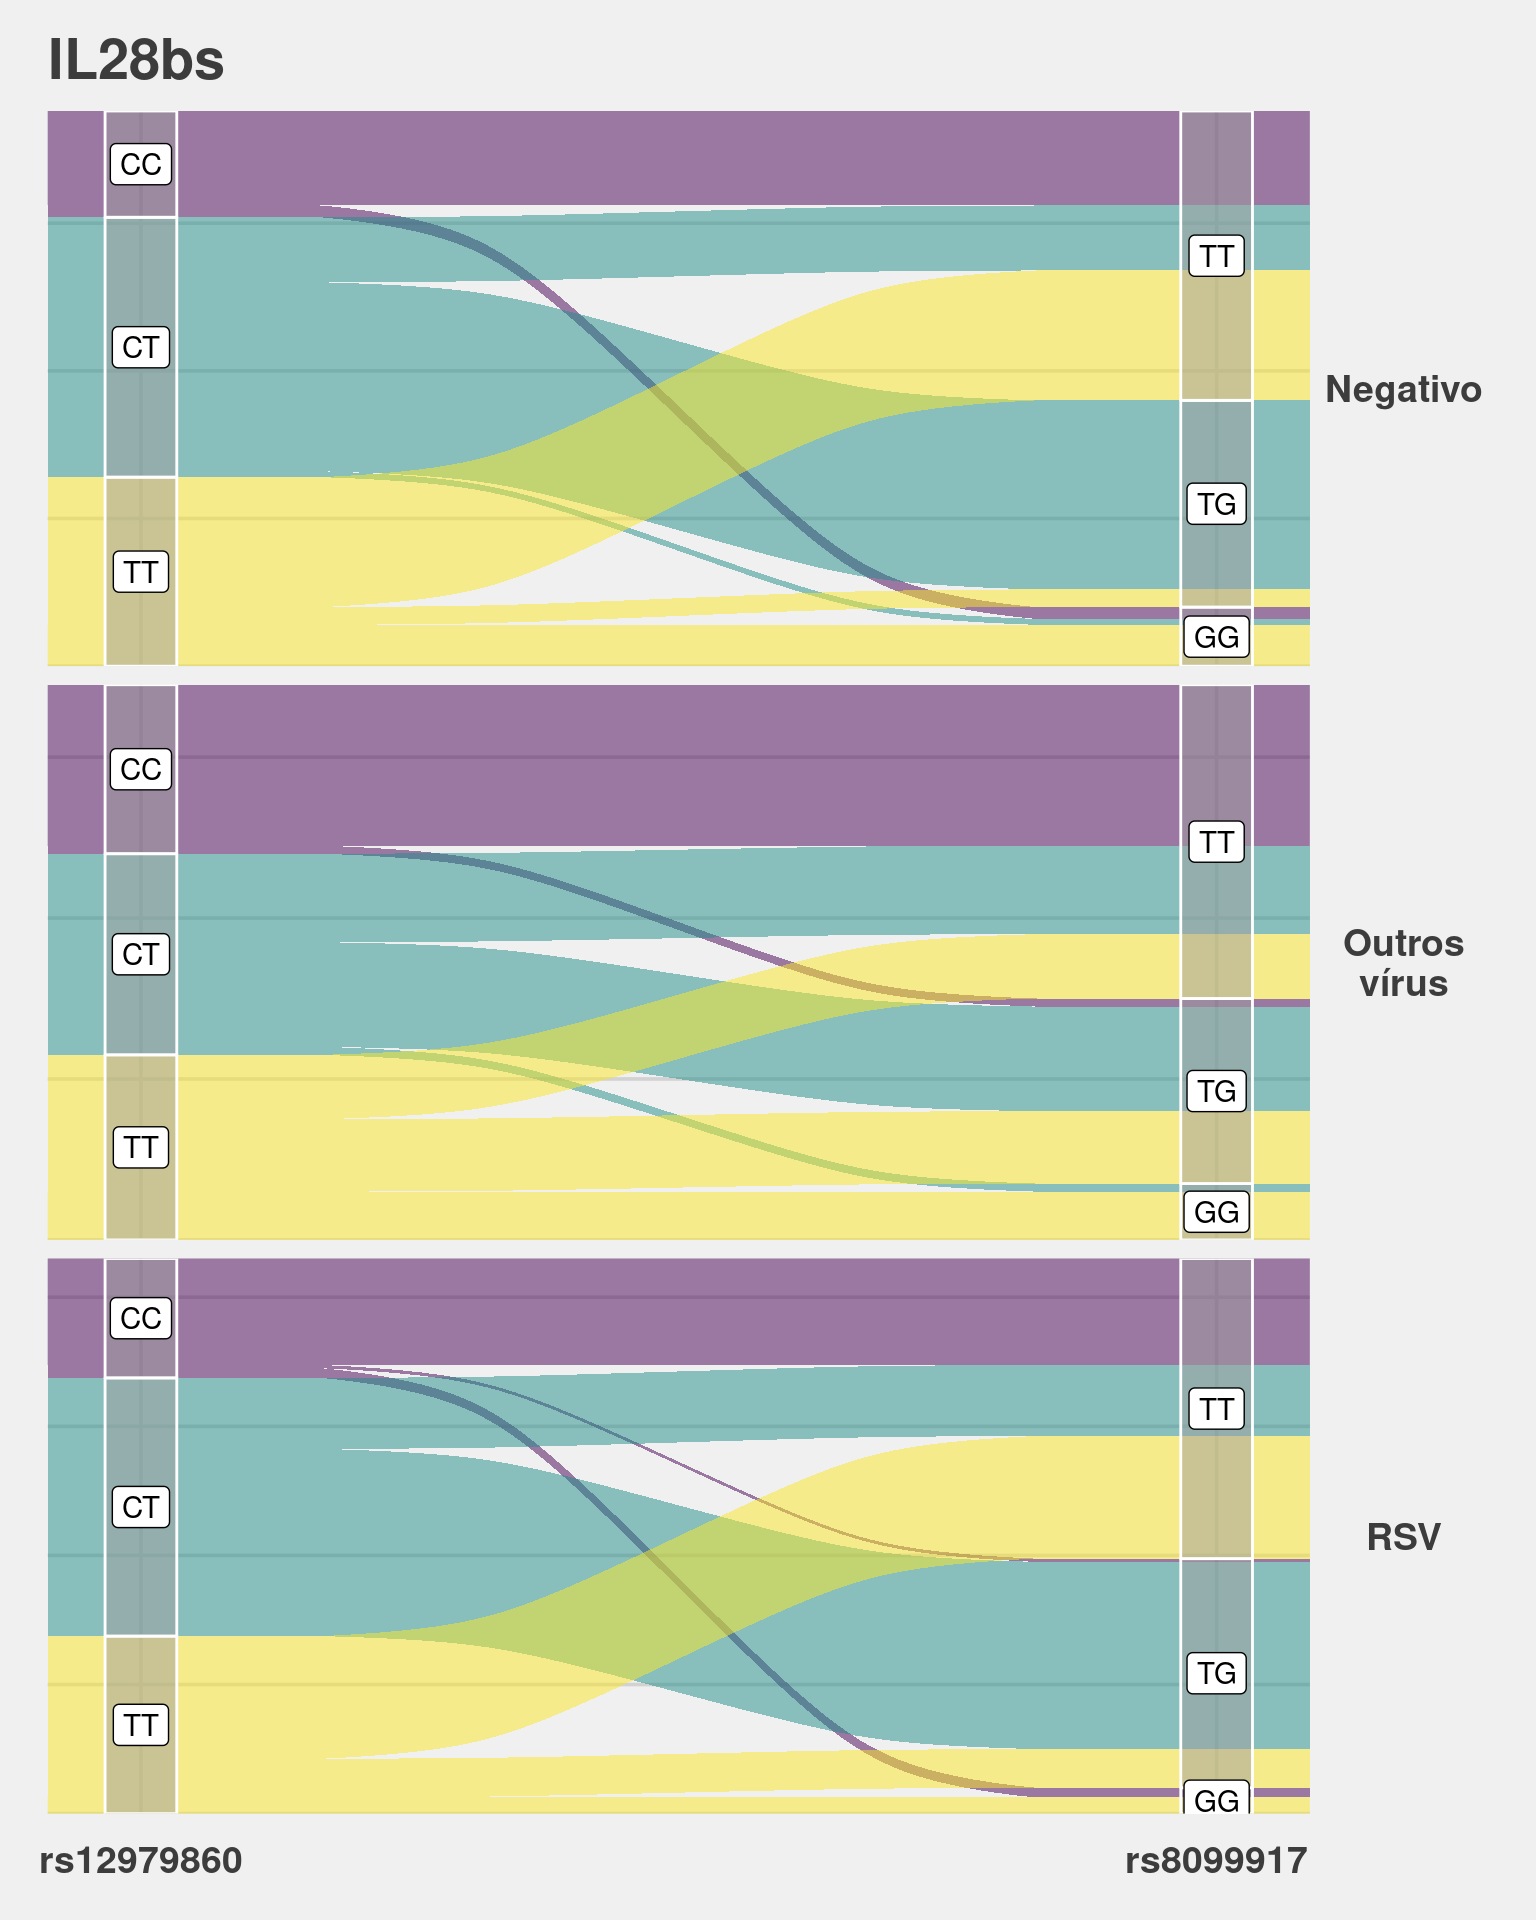 IL28bs
CC
TT
CT
Negativo
TG
TT
GG
CC
TT
Outros
vírus
CT
TG
TT
GG
CC
TT
CT
RSV
TG
TT
GG
rs12979860
rs8099917